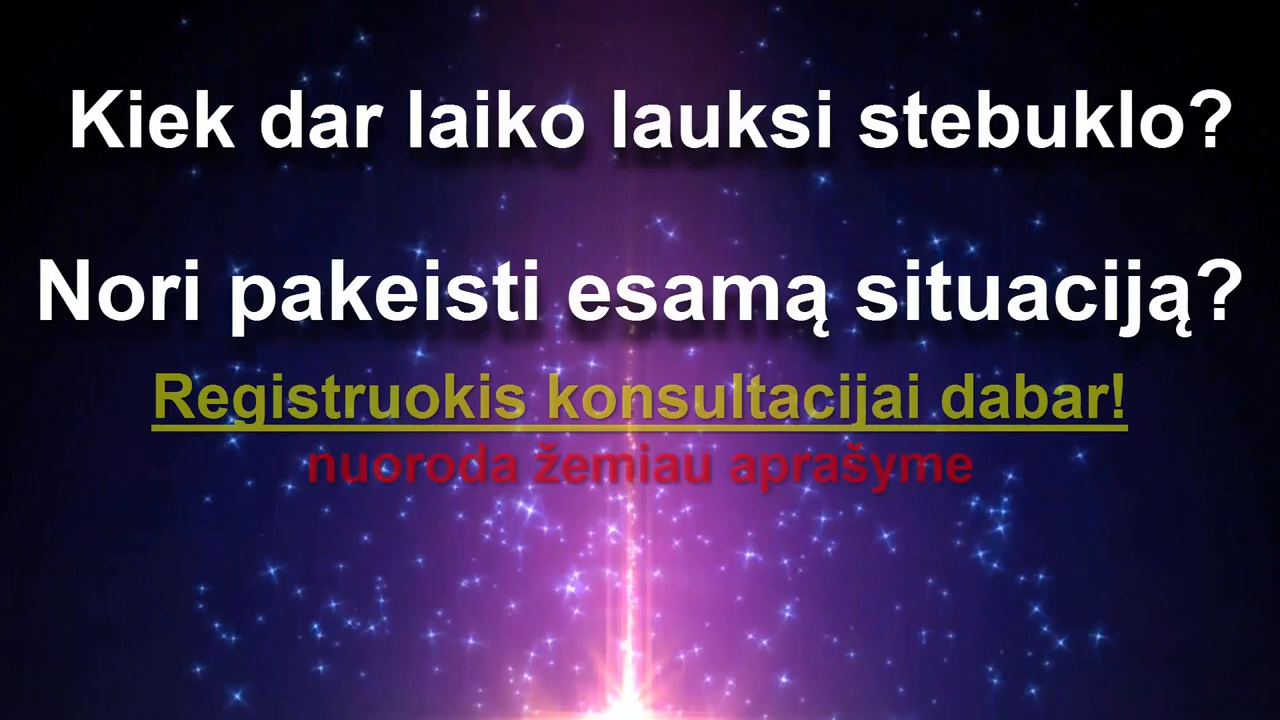 Kiek dar laiko lauksi stebuklo?
Nori pakeisti esamą situaciją?
Registruokis konsultacijai dabar!
nuoroda žemiau aprašyme